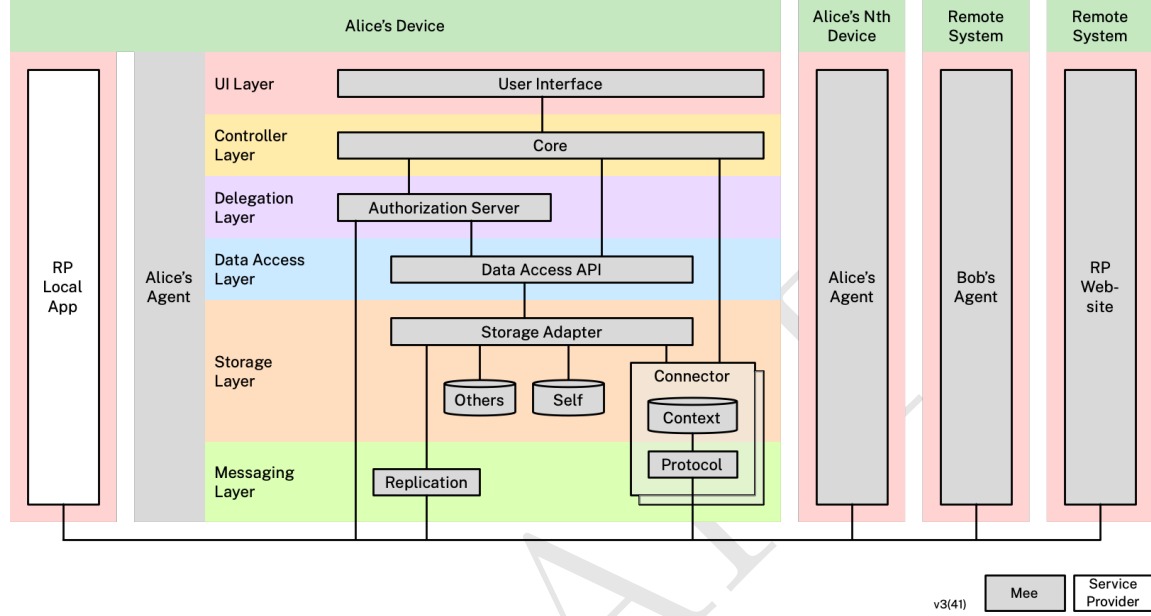 Alice's Device
Alice's Nth
Device
Remote
System
Remote
System
UI Layer
User Interface
Controller
Layer
Core
Delegation
Layer
Authorization Server
Data Access
Layer
Data Access API
RP
Local
App
Alice's
Agent
Alice's
Agent
Bob's
Agent
RP
Web-
site
Storage
Layer
Storage Adapter
Others
Self
Connector
Context
Protocol
Messaging
Layer
Replication
v3(41)
Mee
Service
Provider